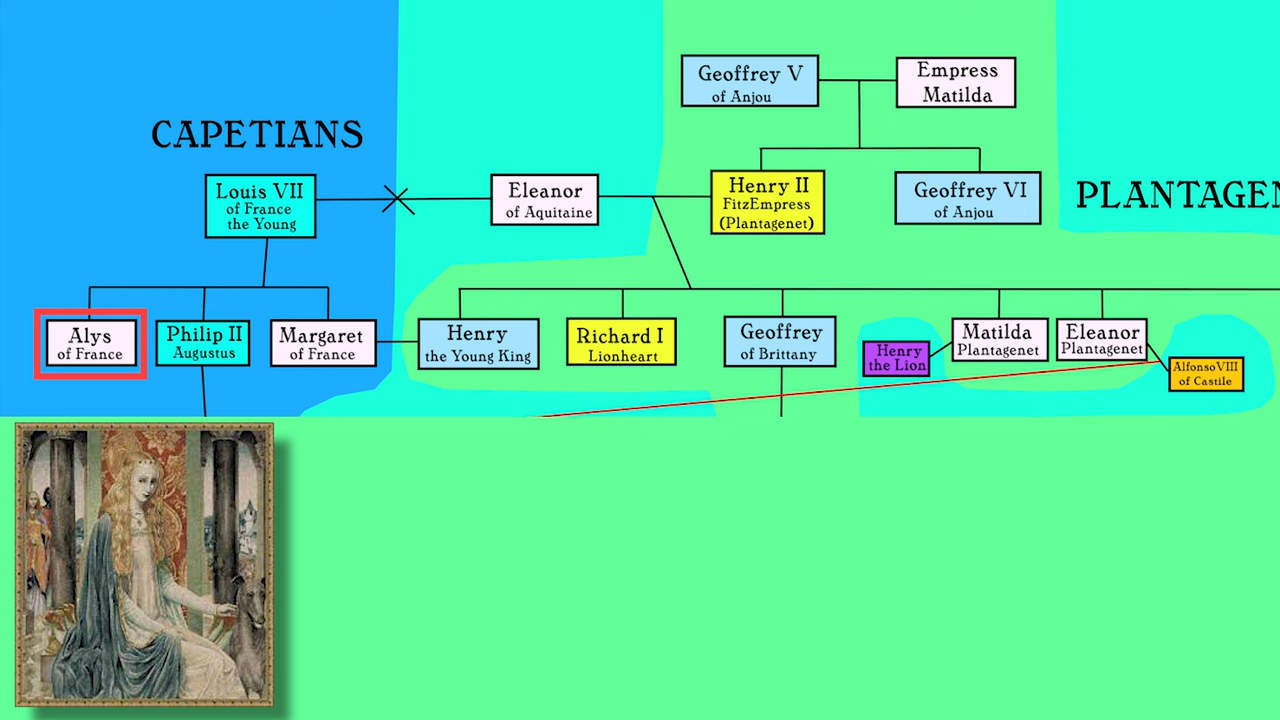 Geoffrey V
of Anjou
Empress
Matilda
CAPETIANS
Louis VII
of France
the Young
Eleanor
of Aquitaine
Henry II
FitzEmpress
(Plantagenet)
Geoffrey VI
of Anjou
PLANTAGEN
Alys
of France
Philip II
Augustus
Margaret
of France
Henry
the Young King
Richard I
Lionheart
Geoffrey
of Brittany
Henry
the Lion
Matilda
Plantagenet
Eleanor
Plantagenet
Alfonso VIII
of Castile